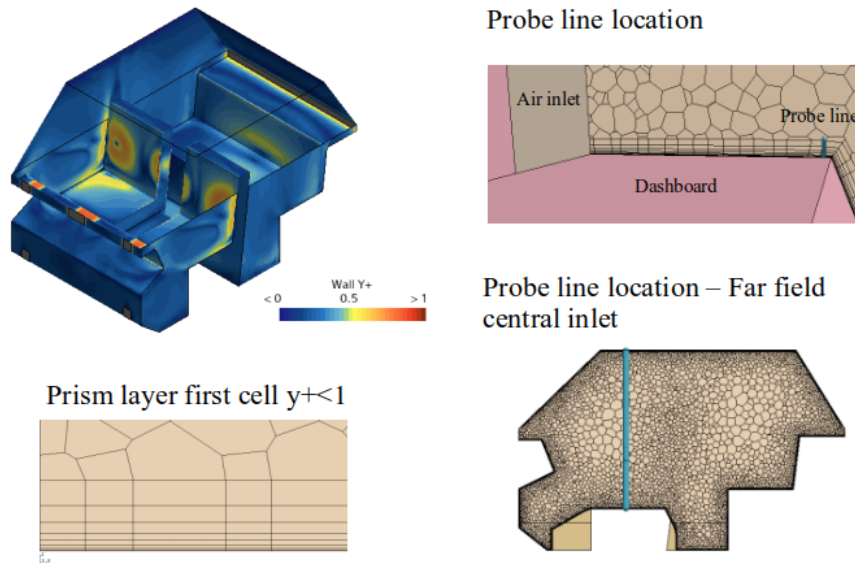 Probe line location
Air inlet
Probe line
Dashboard
Wall Y+
< 0 0.5 > 1
Probe line location – Far field
central inlet
Prism layer first cell y+<1